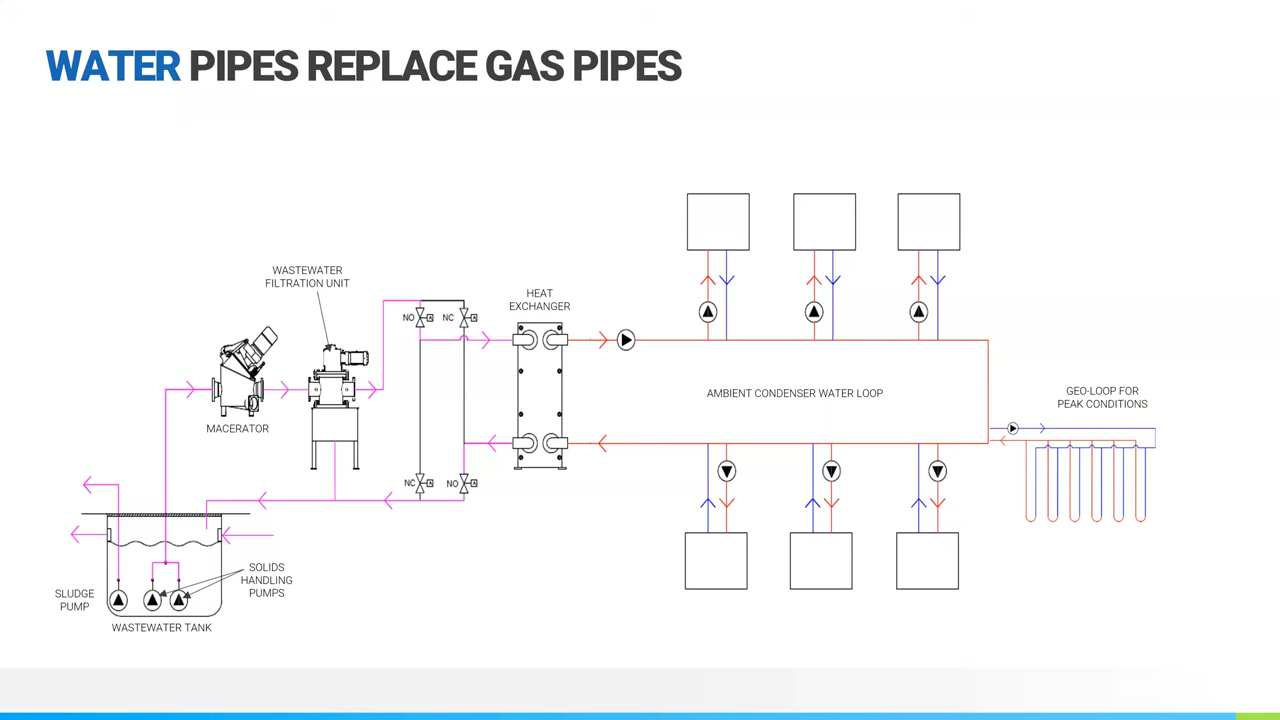 WATER PIPES REPLACE GAS PIPES
WASTEWATER
FILTRATION UNIT
HEAT
EXCHANGER
NO
NC
AMBIENT CONDENSER WATER LOOP
GEO-LOOP FOR
PEAK CONDITIONS
MACERATOR
NC
NO
SOLIDS
HANDLING
PUMPS
SLUDGE
PUMP
WASTEWATER TANK